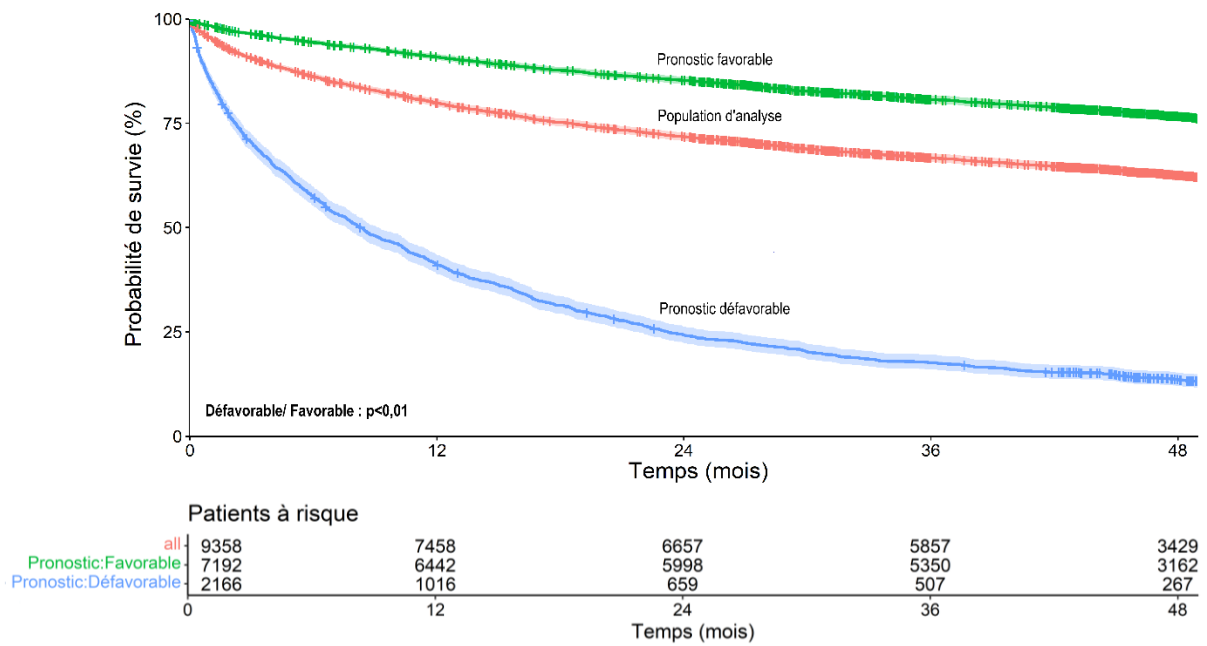 Probabilité de survie (%)
100
75
50
25
0
Pronostic favorable
Population d'analyse
Pronostic défavorable
Défavorable/ Favorable : p<0,01
0 12 24 36 48
Temps (mois)
Patients à risque
all 9358 7458 6657 5857 3429
Pronostic:Favorable 7192 6442 5998 5350 3162
Pronostic:Défavorable 2166 1016 659 507 267
0 12 24 36 48
Temps (mois)